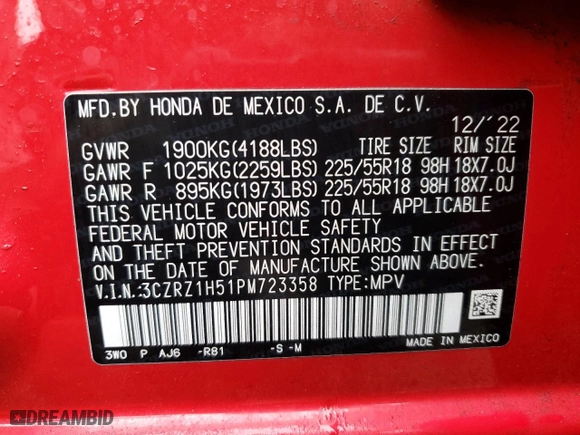 MFD. BY HONDA DE MEXICO S.A. DE C.V.
12/'22
GVWR 1900KG(4188LBS) TIRE SIZE RIM SIZE
GAWR F 1025KG(2259LBS) 225/55R18 98H 18X7.0J
GAWR R 895KG(1973LBS) 225/55R18 98H 18X7.0J
THIS VEHICLE CONFORMS TO ALL APPLICABLE
FEDERAL MOTOR VEHICLE SAFETY
AND THEFT PREVENTION STANDARDS IN EFFECT
ON THE DATE OF MANUFACTURE SHOWN ABOVE.
V.I.N.:3CZRZ1H51PM723358 TYPE:MPV
3W0 P AJ6 -R81 -S -M
MADE IN MEXICO
DREAMBID